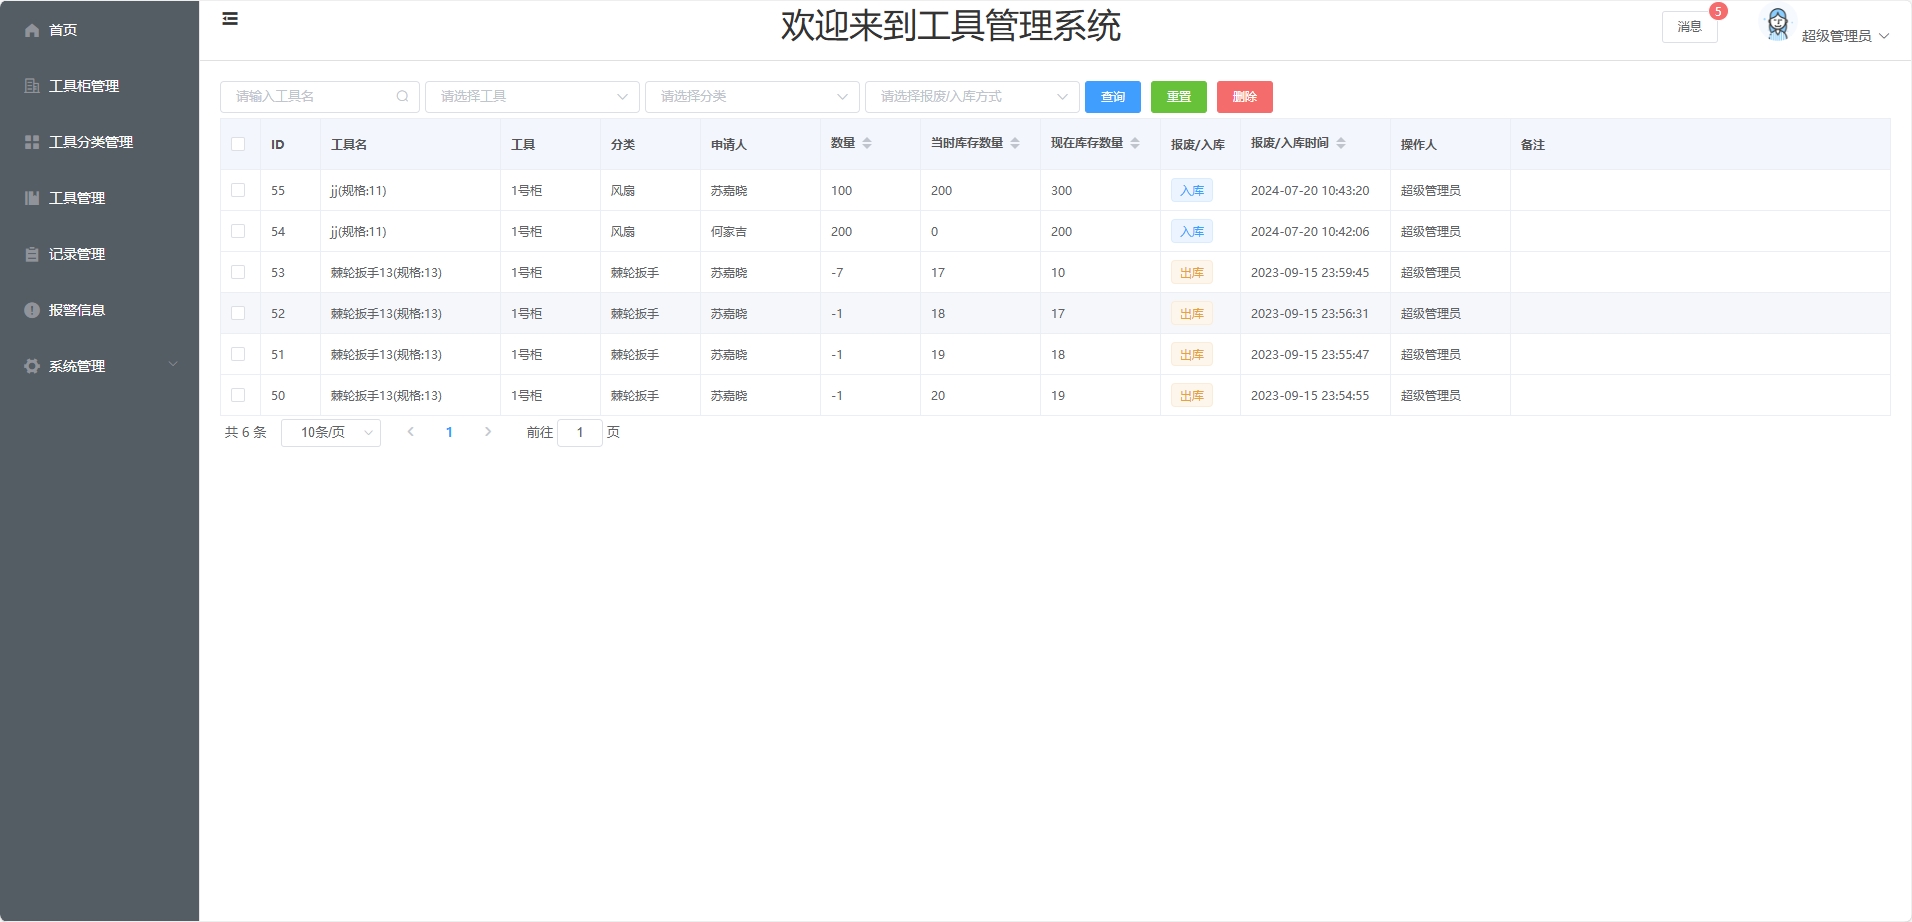 首页
工具柜管理
工具分类管理
工具管理
记录管理
报警信息
系统管理
欢迎来到工具管理系统
消息 5 超级管理员
请输入工具名 请选择工具 请选择分类 请选择报废/入库方式 查询 重置 删除
ID 工具名 工具 分类 申请人 数量 当时库存数量 现在库存数量 报废/入库 报废/入库时间 操作人 备注
55 jj(规格:11) 1号柜 风扇 苏嘉晓 100 200 300 入库 2024-07-20 10:43:20 超级管理员
54 jj(规格:11) 1号柜 风扇 何家吉 200 0 200 入库 2024-07-20 10:42:06 超级管理员
53 棘轮扳手13(规格:13) 1号柜 棘轮扳手 苏嘉晓 -7 17 10 出库 2023-09-15 23:59:45 超级管理员
52 棘轮扳手13(规格:13) 1号柜 棘轮扳手 苏嘉晓 -1 18 17 出库 2023-09-15 23:56:31 超级管理员
51 棘轮扳手13(规格:13) 1号柜 棘轮扳手 苏嘉晓 -1 19 18 出库 2023-09-15 23:55:47 超级管理员
50 棘轮扳手13(规格:13) 1号柜 棘轮扳手 苏嘉晓 -1 20 19 出库 2023-09-15 23:54:55 超级管理员
共 6 条 10条/页 1 前往 1 页